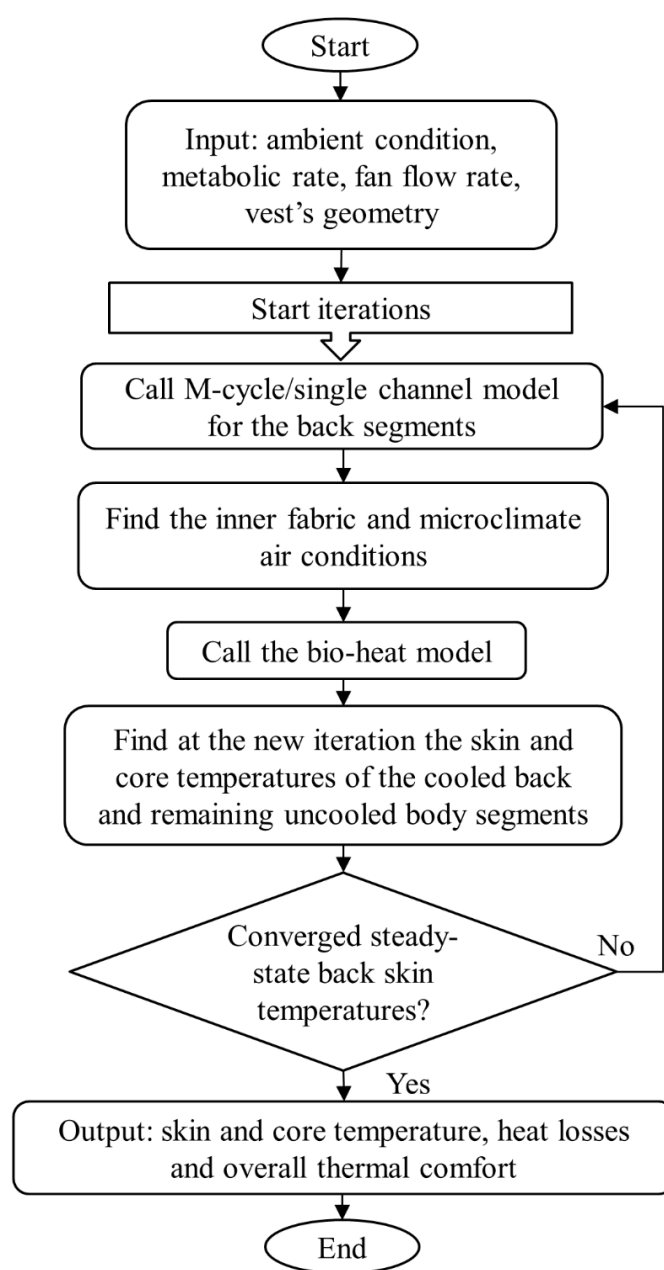 Start
Input: ambient condition,
metabolic rate, fan flow rate,
vest’s geometry
Start iterations
Call M-cycle/single channel model
for the back segments
Find the inner fabric and microclimate
air conditions
Call the bio-heat model
Find at the new iteration the skin and
core temperatures of the cooled back
and remaining uncooled body segments
Converged steady-
state back skin
temperatures?
No
Yes
Output: skin and core temperature, heat losses
and overall thermal comfort
End